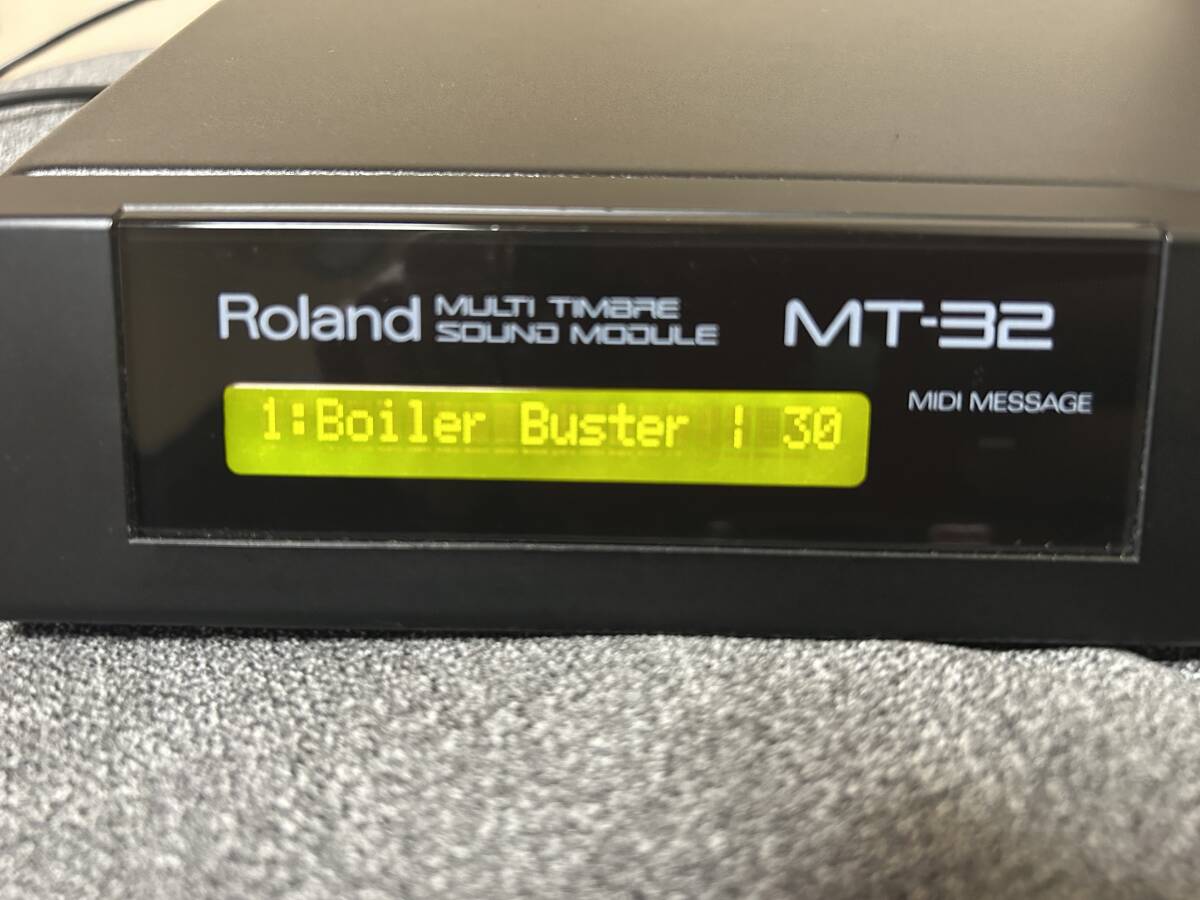 Roland MULTI TIMBRE SOUND MODULE MT-32
MIDI MESSAGE
1:Boiler Buster ¦ 30